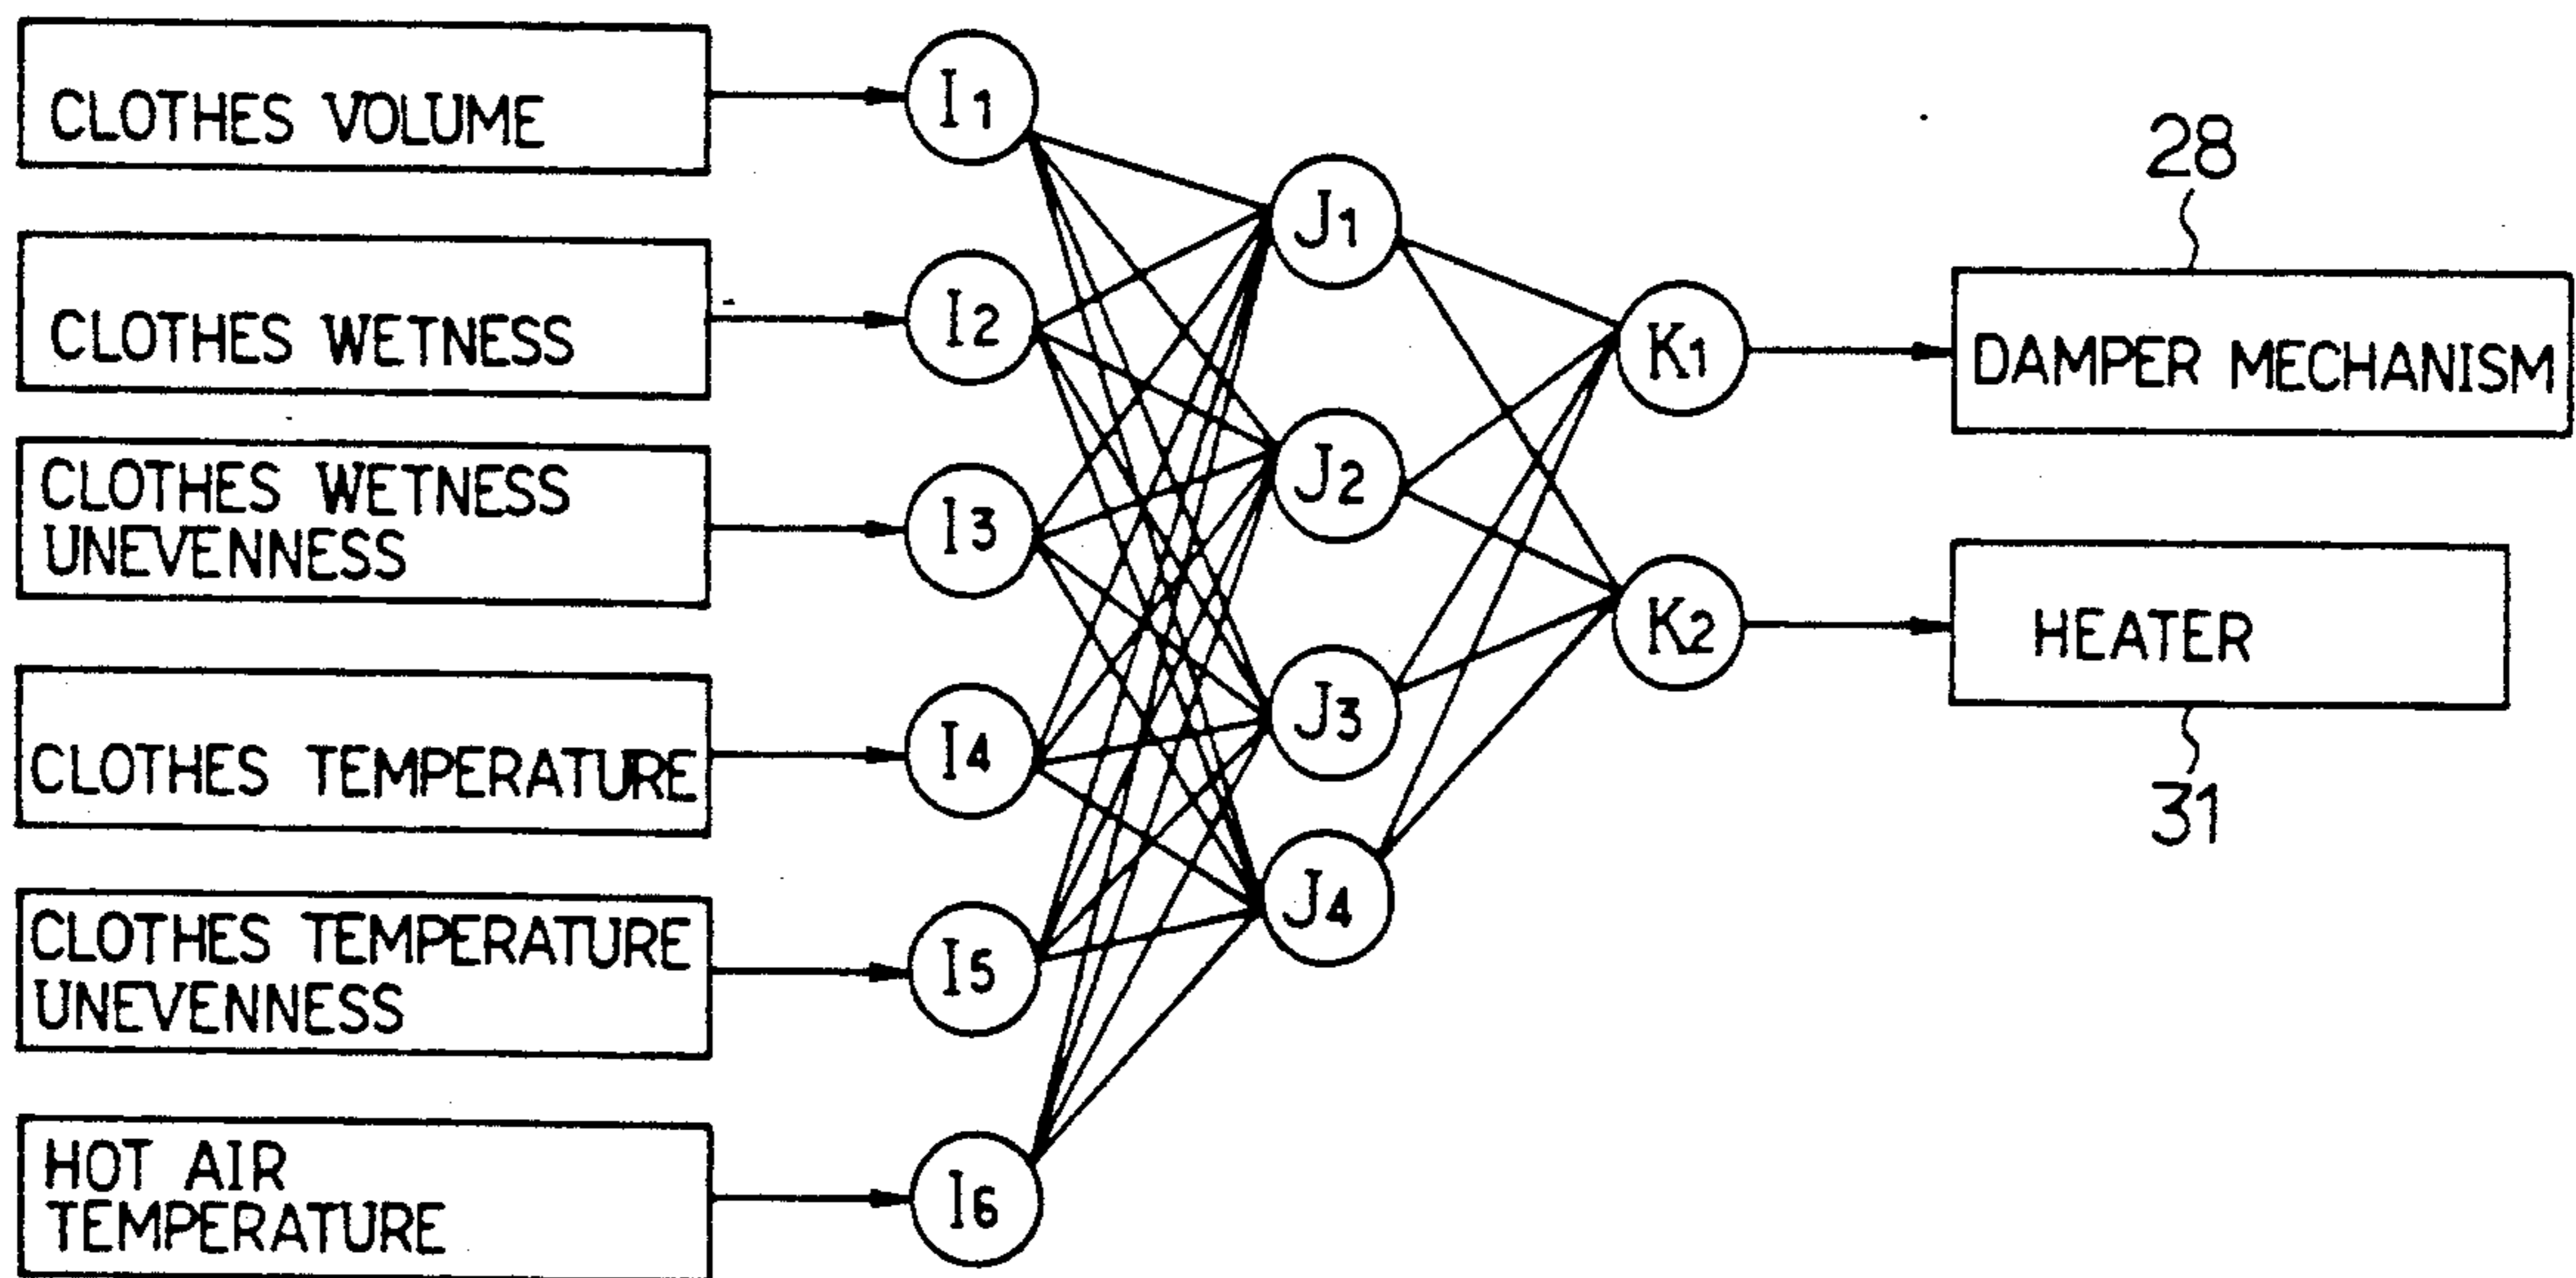 CLOTHES VOLUME
CLOTHES WETNESS
CLOTHES WETNESS
UNEVENNESS
CLOTHES TEMPERATURE
CLOTHES TEMPERATURE
UNEVENNESS
HOT AIR
TEMPERATURE
I1
I2
I3
I4
I5
I6
J1
J2
J3
J4
K1
K2
28
DAMPER MECHANISM
HEATER
31